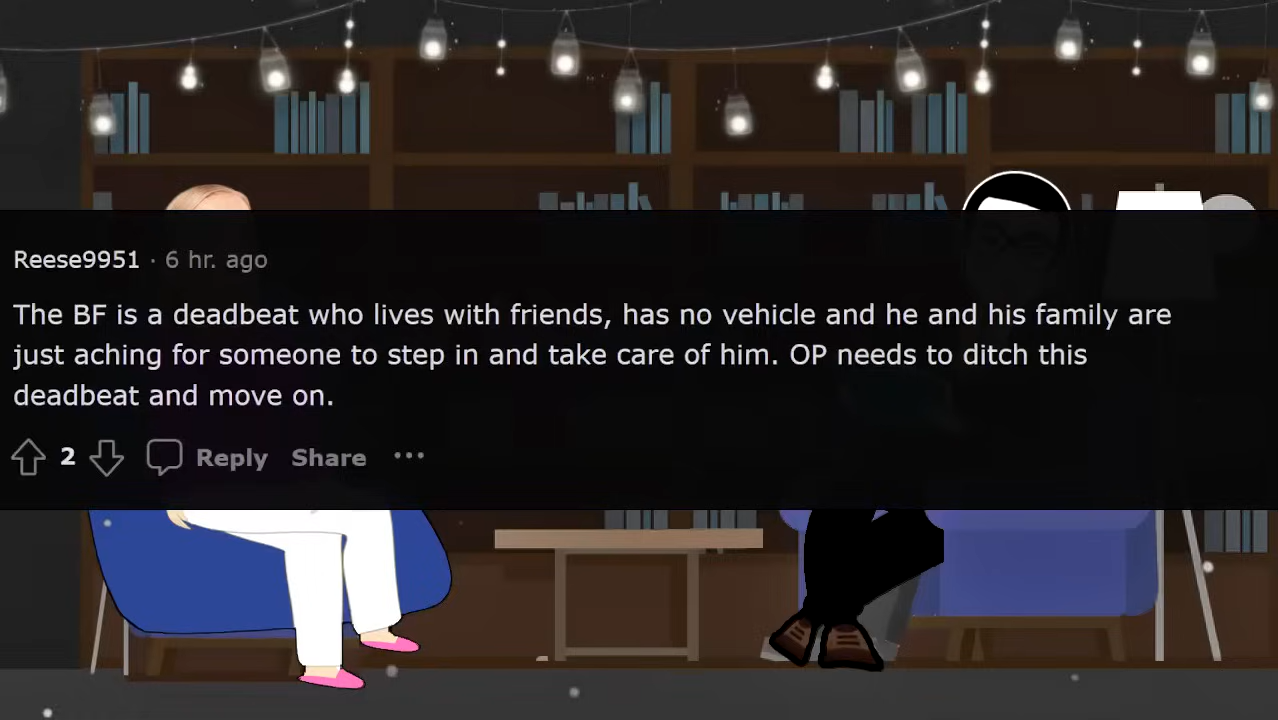 Reese9951 · 6 hr. ago
The BF is a deadbeat who lives with friends, has no vehicle and he and his family are
just aching for someone to step in and take care of him. OP needs to ditch this
deadbeat and move on.
2 Reply Share ···